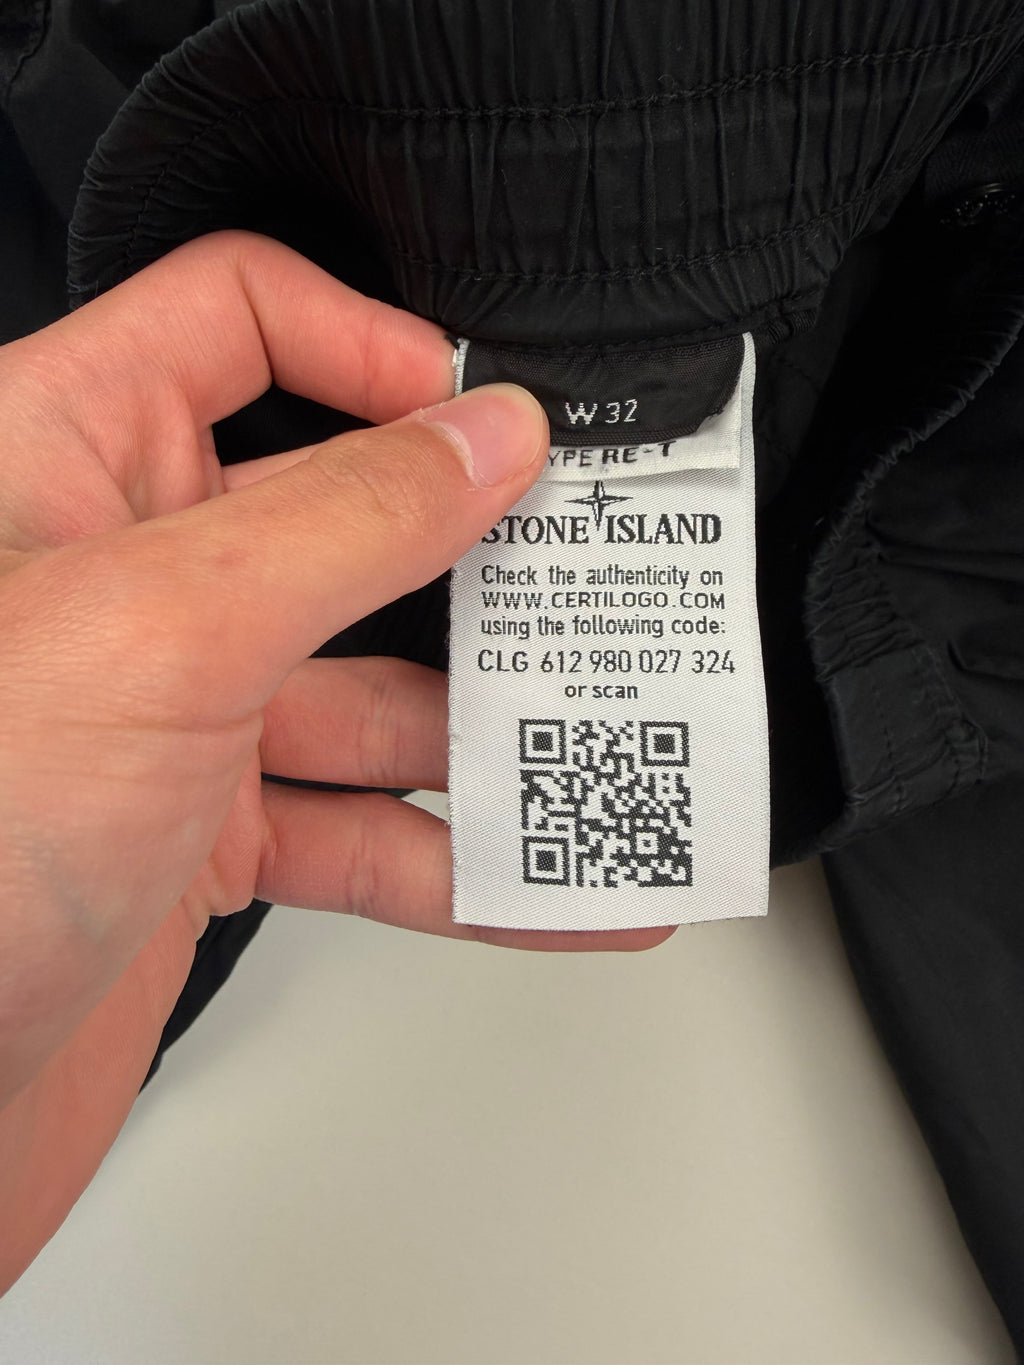 W 32
YPE RE-T
STONE ISLAND
Check the authenticity on
WWW.CERTILOGO.COM
using the following code:
CLG 612 980 027 324
or scan